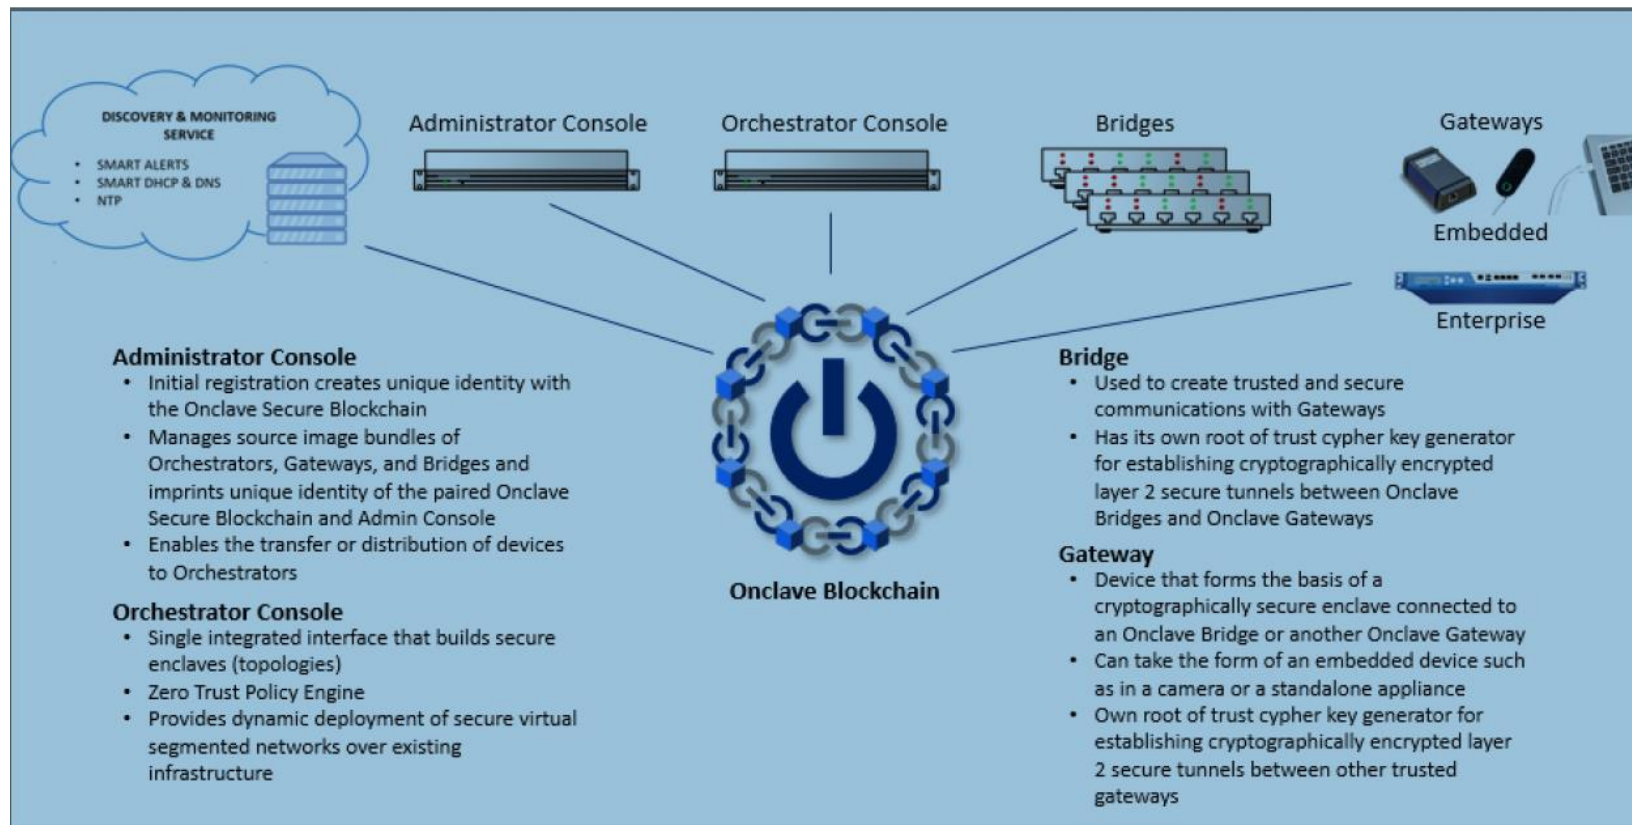 DISCOVERY & MONITORING
SERVICE
• SMART ALERTS
• SMART DHCP & DNS
• NTP
Administrator Console
Orchestrator Console
Bridges
Gateways
Embedded
Enterprise
Onclave Blockchain
Administrator Console
• Initial registration creates unique identity with
the Onclave Secure Blockchain
• Manages source image bundles of
Orchestrators, Gateways, and Bridges and
imprints unique identity of the paired Onclave
Secure Blockchain and Admin Console
• Enables the transfer or distribution of devices
to Orchestrators
Orchestrator Console
• Single integrated interface that builds secure
enclaves (topologies)
• Zero Trust Policy Engine
• Provides dynamic deployment of secure virtual
segmented networks over existing
infrastructure
Bridge
• Used to create trusted and secure
communications with Gateways
• Has its own root of trust cypher key generator
for establishing cryptographically encrypted
layer 2 secure tunnels between Onclave
Bridges and Onclave Gateways
Gateway
• Device that forms the basis of a
cryptographically secure enclave connected to
an Onclave Bridge or another Onclave Gateway
• Can take the form of an embedded device such
as in a camera or a standalone appliance
• Own root of trust cypher key generator for
establishing cryptographically encrypted layer
2 secure tunnels between other trusted
gateways